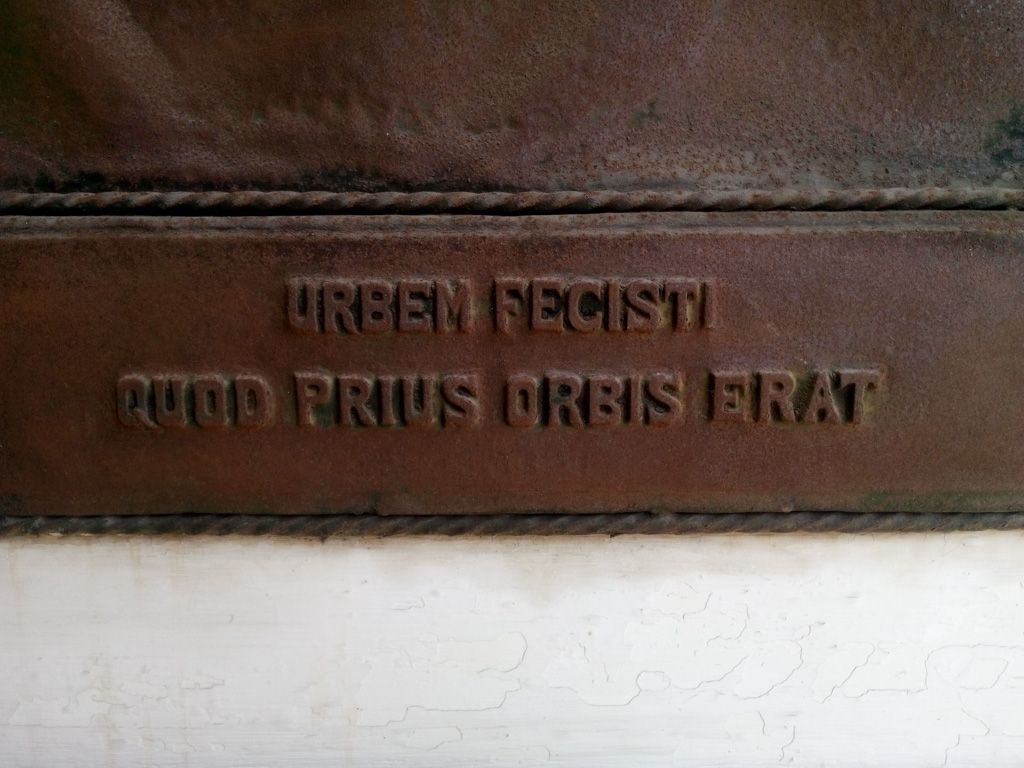 URBEM FECISTI
QUOD PRIUS ORBIS ERAT